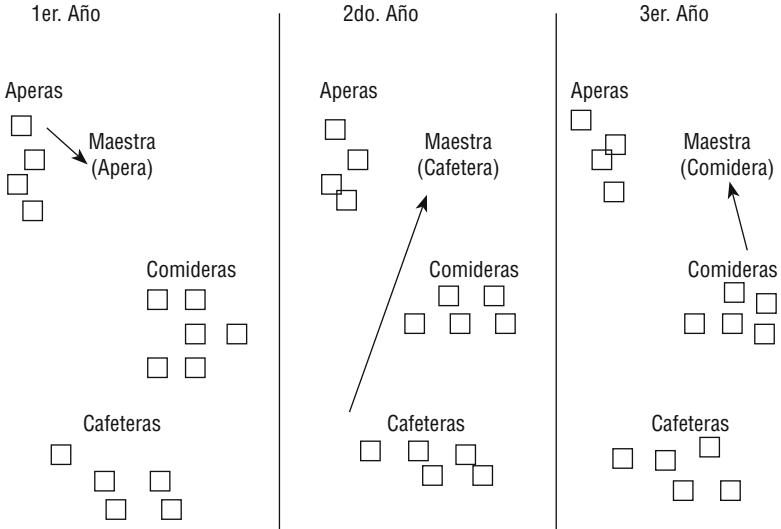 1er. Año
Aperas
Maestra
(Apera)
Comideras
Cafeteras
2do. Año
Aperas
Maestra
(Cafetera)
Comideras
Cafeteras
3er. Año
Aperas
Maestra
(Comidera)
Comideras
Cafeteras